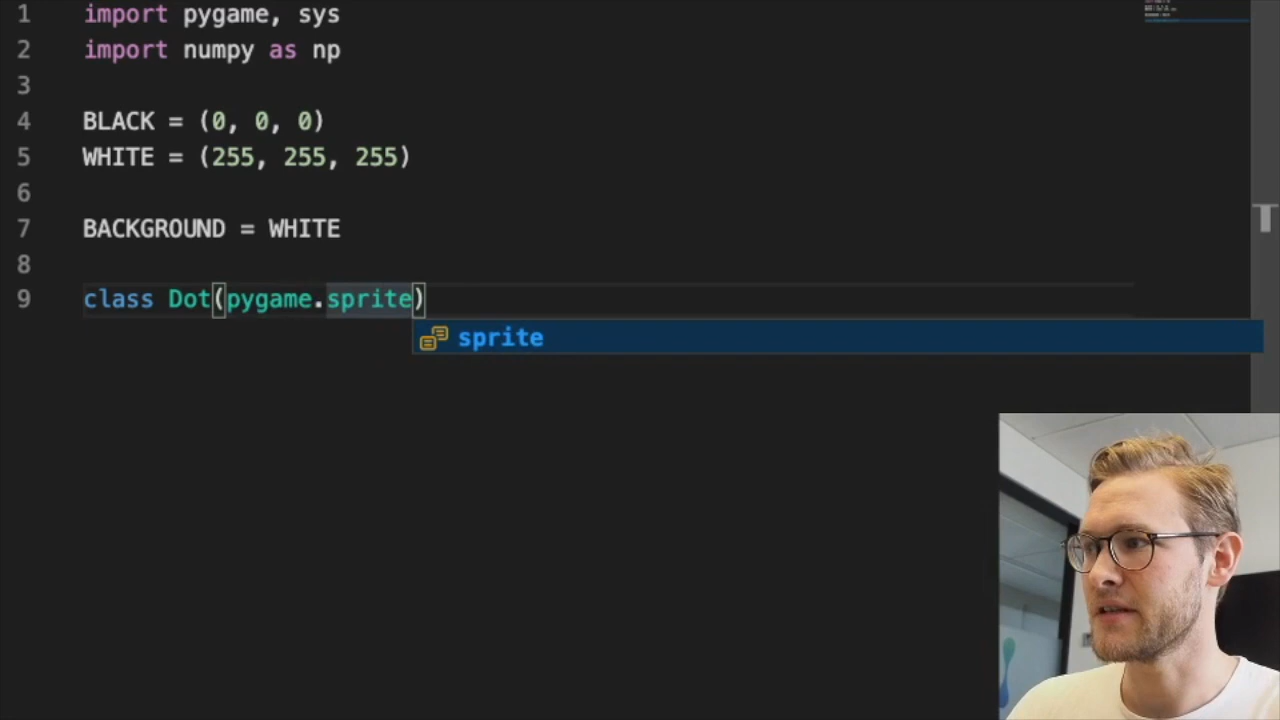 1 import pygame, sys
2 import numpy as np
3
4 BLACK = (0, 0, 0)
5 WHITE = (255, 255, 255)
6
7 BACKGROUND = WHITE
8
9 class Dot(pygame.sprite)
sprite